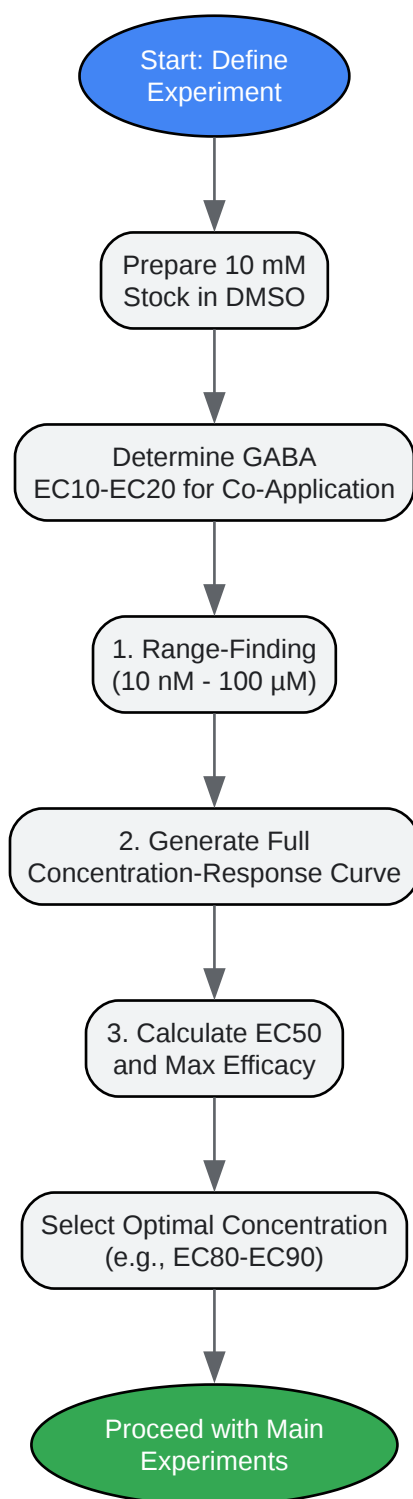 Start: Define
Experiment
Prepare 10 mM
Stock in DMSO
Determine GABA
EC10-EC20 for Co-Application
1. Range-Finding
(10 nM - 100 µM)
2. Generate Full
Concentration-Response Curve
3. Calculate EC50
and Max Efficacy
Select Optimal Concentration
(e.g., EC80-EC90)
Proceed with Main
Experiments